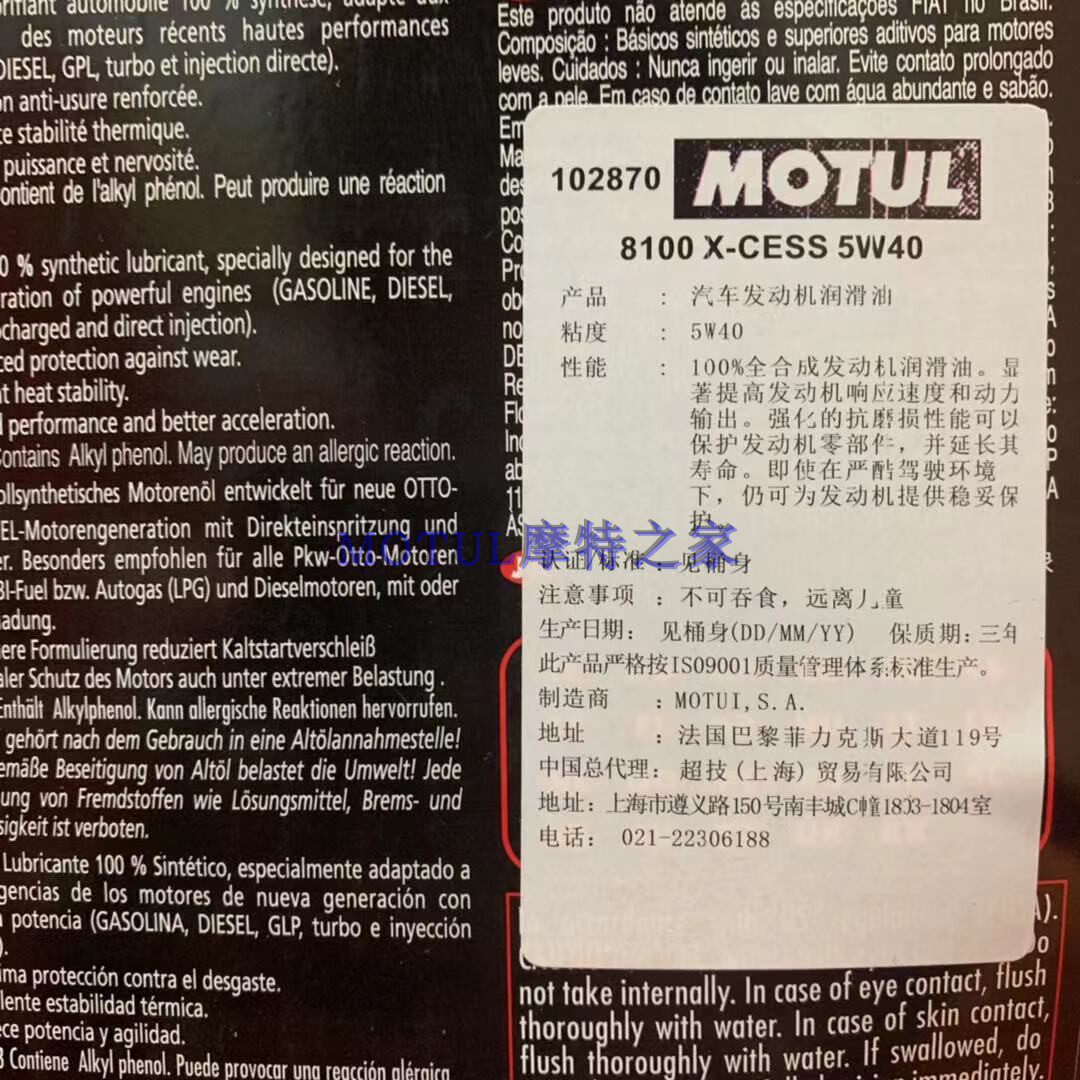 automobile 100 % synthèse, adapté aux
des moteurs récents hautes performances
DIESEL, GPL, turbo et injection directe).
on anti-usure renforcée.
te stabilité thermique.
puissance et nervosité.
ontient de l'alkyl phénol. Peut produire une réaction
0 % synthetic lubricant, specially designed for the
ration of powerful engines (GASOLINE, DIESEL,
charged and direct injection).
ced protection against wear.
t heat stability.
performance and better acceleration.
Contains Alkyl phenol. May produce an allergic reaction.
ollsynthetisches Motorenöl entwickelt für neue OTTO-
EL-Motorengeneration mit Direkteinspritzung und
er. Besonders empfohlen für alle Pkw-Otto-Motoren
Bi-Fuel bzw. Autogas (LPG) und Dieselmotoren, mit oder
ladung.
ere Formulierung reduziert Kaltstartverschleiß
aler Schutz des Motors auch unter extremer Belastung.
Enthält Alkylphenol. Kann allergische Reaktionen hervorrufen.
gehört nach dem Gebrauch in eine Altölannahmestelle!
emäße Beseitigung von Altöl belastet die Umwelt! Jede
ung von Fremdstoffen wie Lösungsmittel, Brems- und
sigkeit ist verboten.
Lubricante 100 % Sintético, especialmente adaptado a
gencias de los motores de nueva generación con
potencia (GASOLINA, DIESEL, GLP, turbo e inyección
ima protección contra el desgaste.
lente estabilidad térmica.
ece potencia y agilidad.
Contiene Alkyl phenol. Puede provocar una reacción alérgica
Este produto não atende às especificações FIAT no Brasil.
Composição : Básicos sintéticos e superiores aditivos para motores
leves. Cuidados : Nunca ingerir ou inalar. Evite contato prolongado
com a pele. Em caso de contato lave com água abundante e sabão.
102870 MOTUL
8100 X-CESS 5W40
产品 : 汽车发动机润滑油
粘度 : 5W40
性能 : 100%全合成发动机润滑油。显
著提高发动机响应速度和动力
输出。强化的抗磨损性能可以
保护发动机零部件，并延长其
寿命。即使在严酷驾驶环境
下，仍可为发动机提供稳妥保
护。
MOTUL摩特之家
认证/标准：见桶身
注意事项 : 不可吞食，远离儿童
生产日期： 见桶身(DD/MM/YY) 保质期：三年
此产品严格按ISO9001质量管理体系标准生产。
制造商 : MOTUI, S.A.
地址 : 法国巴黎菲力克斯大道119号
中国总代理： 超技(上海)贸易有限公司
地址：上海市遵义路150号南丰城C幢1803-1804室
电话： 021-22306188
not take internally. In case of eye contact, flush
thoroughly with water. In case of skin contact,
flush thoroughly with water. If swallowed, do
immediately.